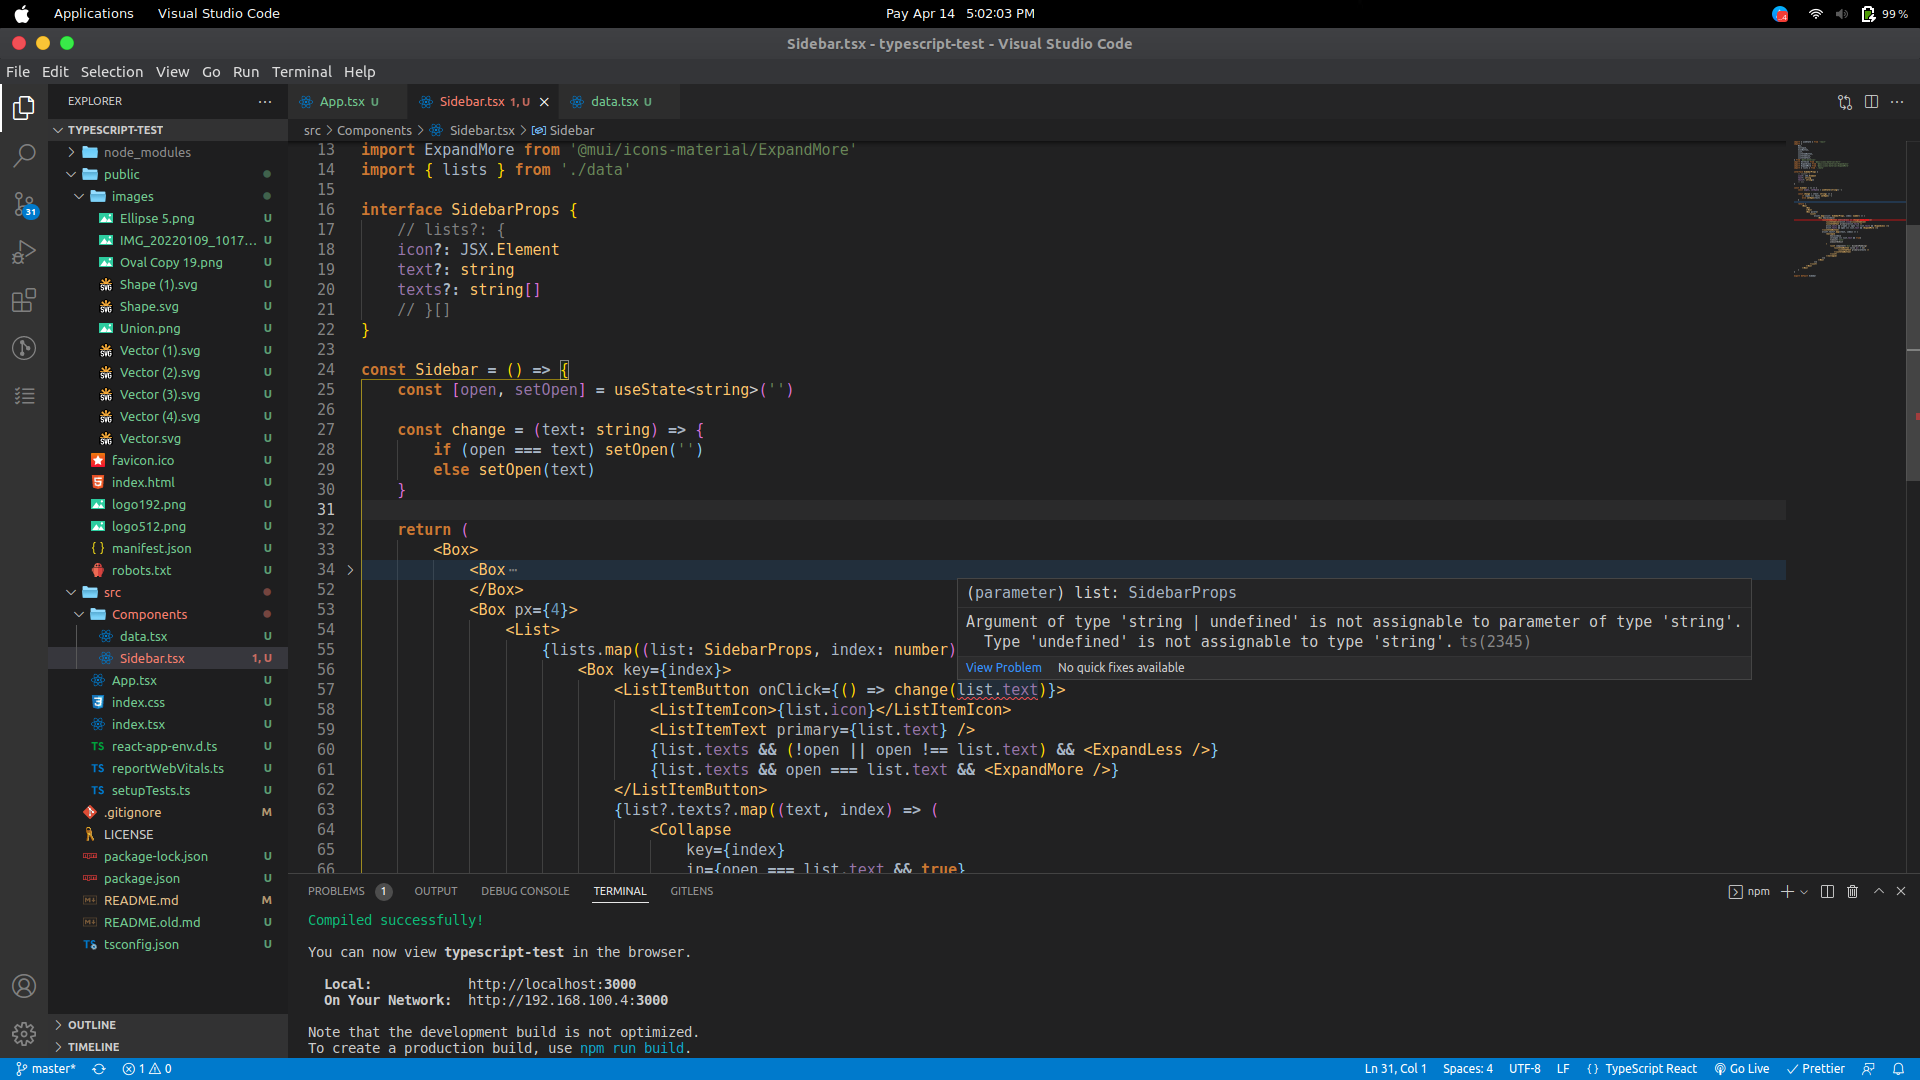 Applications Visual Studio Code Pay Apr 14 5:02:03 PM 4 99 %
Sidebar.tsx - typescript-test - Visual Studio Code
File Edit Selection View Go Run Terminal Help
EXPLORER
TYPESCRIPT-TEST
node_modules
public
images
Ellipse 5.png U
IMG_20220109_1017... U
Oval Copy 19.png U
Shape (1).svg U
Shape.svg U
Union.png U
Vector (1).svg U
Vector (2).svg U
Vector (3).svg U
Vector (4).svg U
Vector.svg U
favicon.ico U
index.html U
logo192.png U
logo512.png U
manifest.json U
robots.txt U
src
Components
data.tsx U
Sidebar.tsx 1, U
App.tsx U
index.css U
index.tsx U
react-app-env.d.ts U
reportWebVitals.ts U
setupTests.ts U
.gitignore M
LICENSE
package-lock.json U
package.json U
README.md M
README.old.md U
tsconfig.json U
OUTLINE
TIMELINE
31
App.tsx U Sidebar.tsx 1, U data.tsx U
src > Components > Sidebar.tsx > Sidebar
13 import ExpandMore from '@mui/icons-material/ExpandMore'
14 import { lists } from './data'
15
16 interface SidebarProps {
17 // lists?: {
18 icon?: JSX.Element
19 text?: string
20 texts?: string[]
21 // }[]
22 }
23
24 const Sidebar = () => {
25 const [open, setOpen] = useState<string>('')
26
27 const change = (text: string) => {
28 if (open === text) setOpen('')
29 else setOpen(text)
30 }
31
32 return (
33 <Box>
34 <Box⋯
52 </Box>
53 <Box px={4}>
54 <List>
55 {lists.map((list: SidebarProps, index: number)
56 <Box key={index}>
57 <ListItemButton onClick={() => change(list.text)}>
58 <ListItemIcon>{list.icon}</ListItemIcon>
59 <ListItemText primary={list.text} />
60 {list.texts && (!open || open !== list.text) && <ExpandLess />}
61 {list.texts && open === list.text && <ExpandMore />}
62 </ListItemButton>
63 {list?.texts?.map((text, index) => (
64 <Collapse
65 key={index}
66 in={open === list.text && true}
(parameter) list: SidebarProps
Argument of type 'string | undefined' is not assignable to parameter of type 'string'.
Type 'undefined' is not assignable to type 'string'. ts(2345)
View Problem No quick fixes available
PROBLEMS 1 OUTPUT DEBUG CONSOLE TERMINAL GITLENS npm
Compiled successfully!
You can now view typescript-test in the browser.
Local: http://localhost:3000
On Your Network: http://192.168.100.4:3000
Note that the development build is not optimized.
To create a production build, use npm run build.
master* 1 0 Ln 31, Col 1 Spaces: 4 UTF-8 LF { } TypeScript React Go Live Prettier